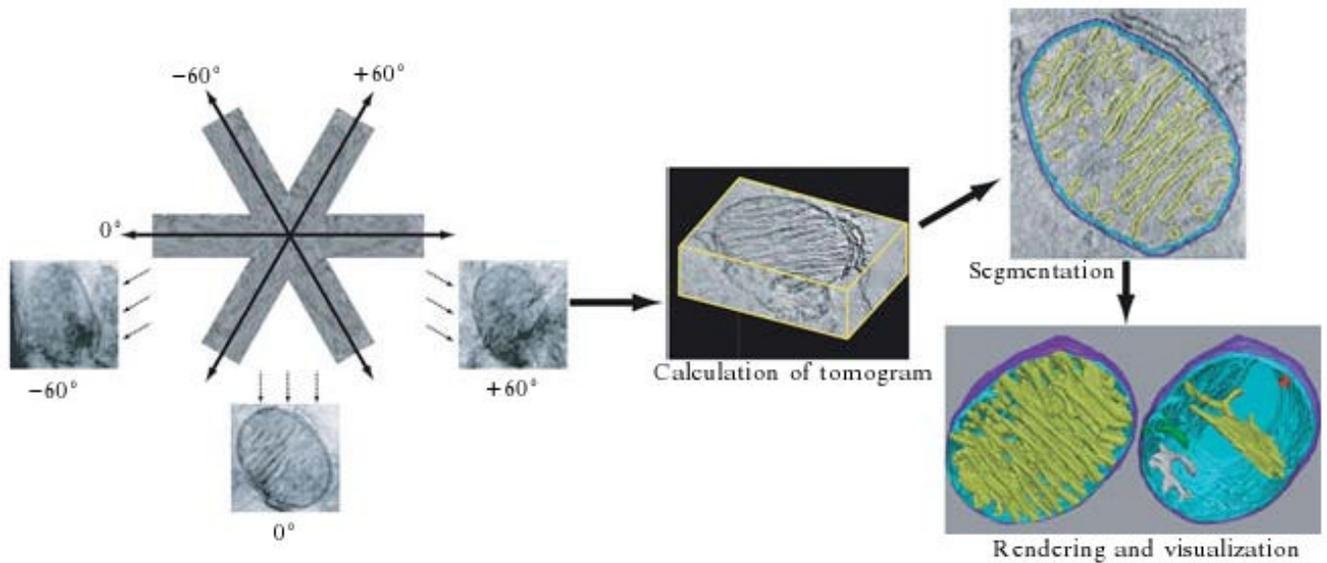 −60°
+60°
0°
−60°
+60°
0°
Calculation of tomogram
Segmentation
Rendering and visualization